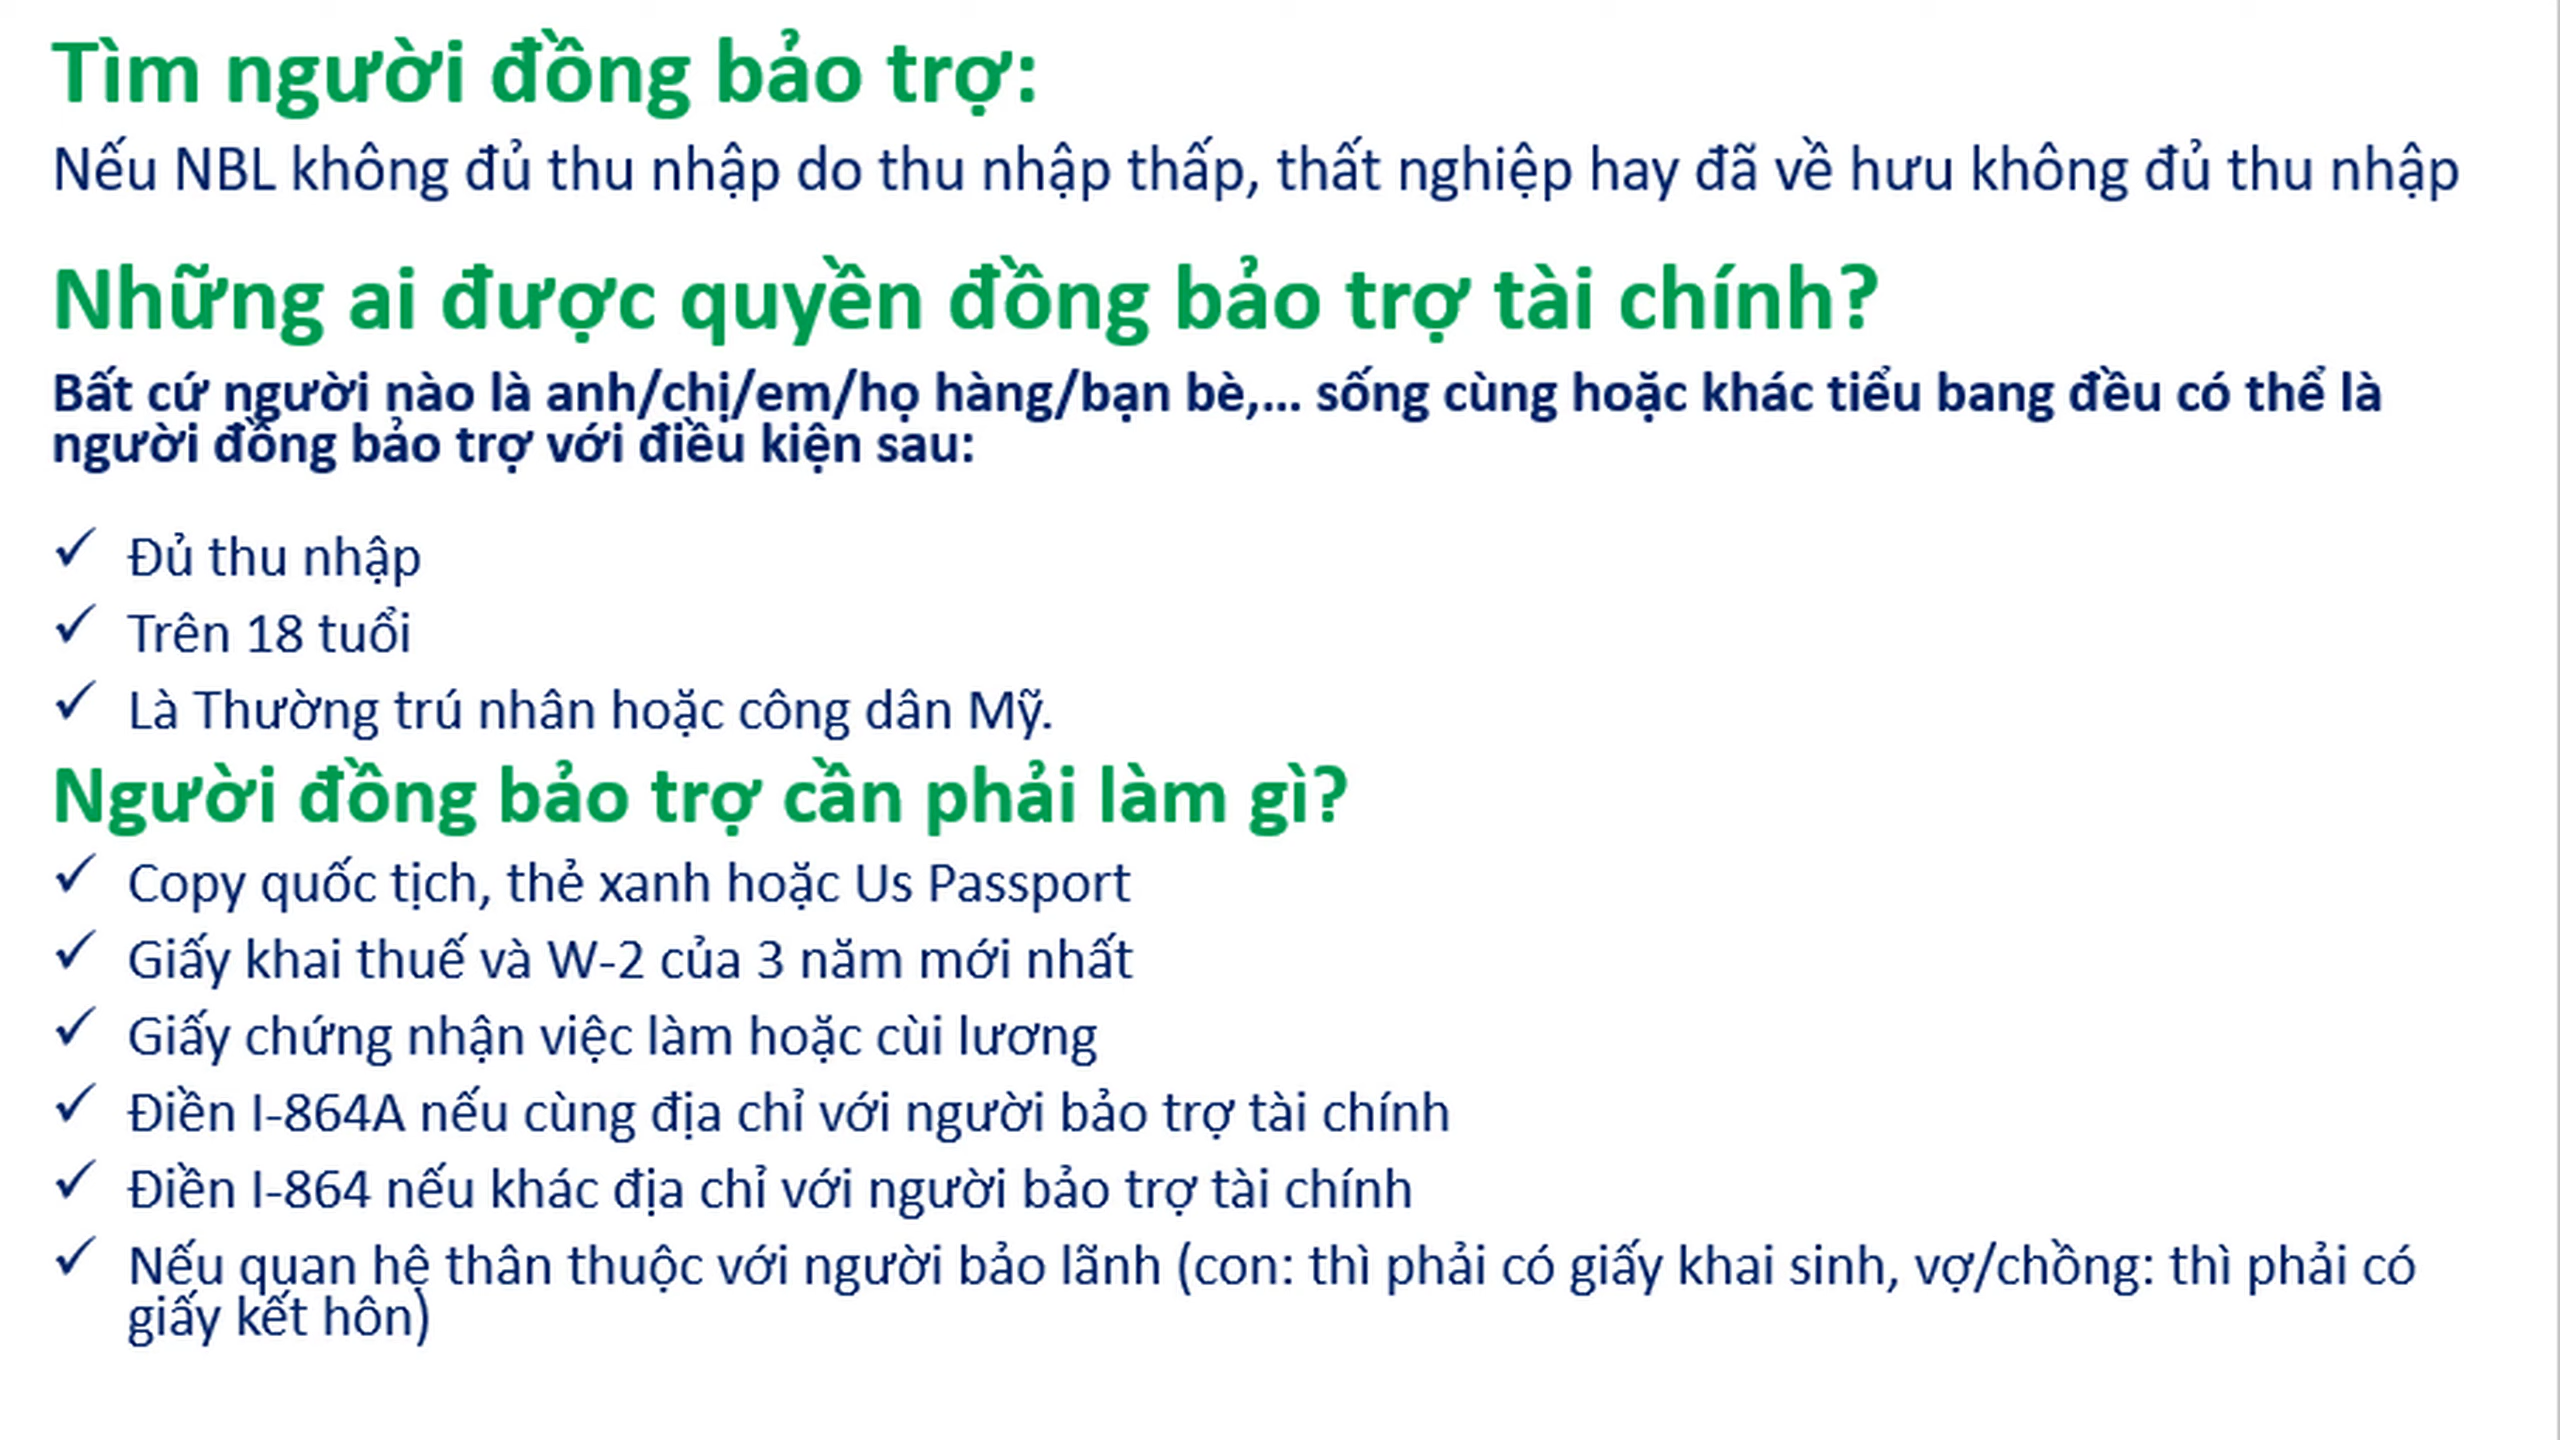 Tìm người đồng bảo trợ:
Nếu NBL không đủ thu nhập do thu nhập thấp, thất nghiệp hay đã về hưu không đủ thu nhập
Những ai được quyền đồng bảo trợ tài chính?
Bất cứ người nào là anh/chị/em/họ hàng/bạn bè,... sống cùng hoặc khác tiểu bang đều có thể là
người đồng bảo trợ với điều kiện sau:
✓ Đủ thu nhập
✓ Trên 18 tuổi
✓ Là Thường trú nhân hoặc công dân Mỹ.
Người đồng bảo trợ cần phải làm gì?
✓ Copy quốc tịch, thẻ xanh hoặc Us Passport
✓ Giấy khai thuế và W-2 của 3 năm mới nhất
✓ Giấy chứng nhận việc làm hoặc cùi lương
✓ Điền I-864A nếu cùng địa chỉ với người bảo trợ tài chính
✓ Điền I-864 nếu khác địa chỉ với người bảo trợ tài chính
✓ Nếu quan hệ thân thuộc với người bảo lãnh (con: thì phải có giấy khai sinh, vợ/chồng: thì phải có
giấy kết hôn)